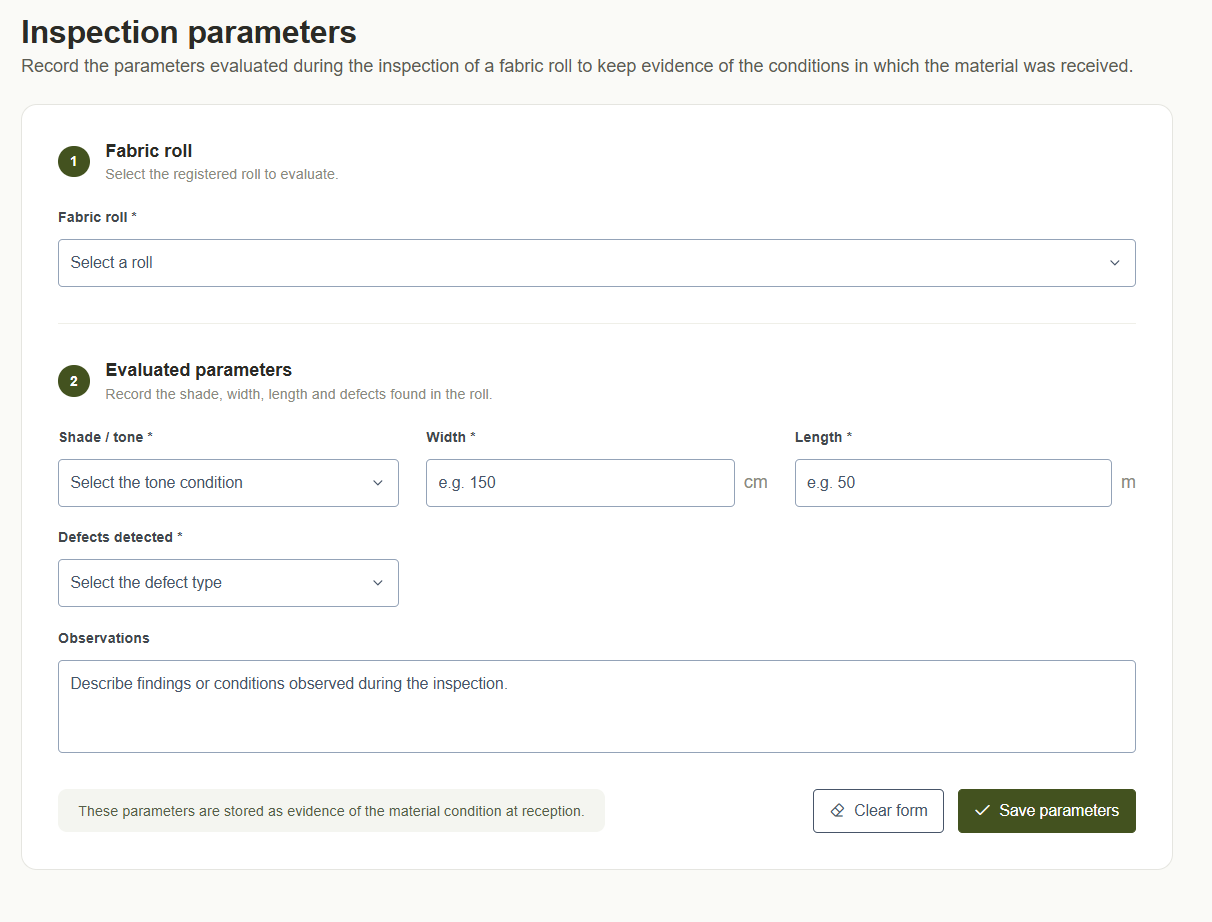 Inspection parameters
Record the parameters evaluated during the inspection of a fabric roll to keep evidence of the conditions in which the material was received.
1
Fabric roll
Select the registered roll to evaluate.
Fabric roll *
Select a roll
2
Evaluated parameters
Record the shade, width, length and defects found in the roll.
Shade / tone * Width * Length *
Select the tone condition e.g. 150 cm e.g. 50 m
Defects detected *
Select the defect type
Observations
Describe findings or conditions observed during the inspection.
These parameters are stored as evidence of the material condition at reception. Clear form Save parameters